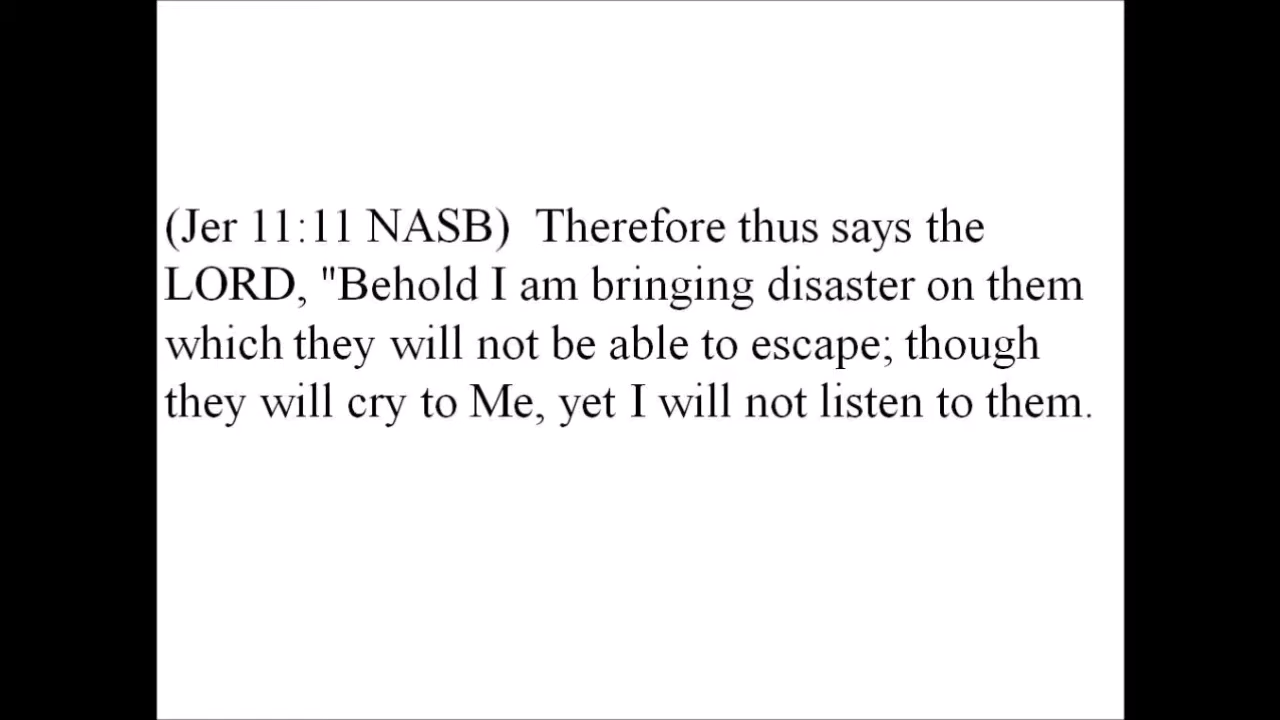 (Jer 11:11 NASB)  Therefore thus says the
LORD, "Behold I am bringing disaster on them
which they will not be able to escape; though
they will cry to Me, yet I will not listen to them.